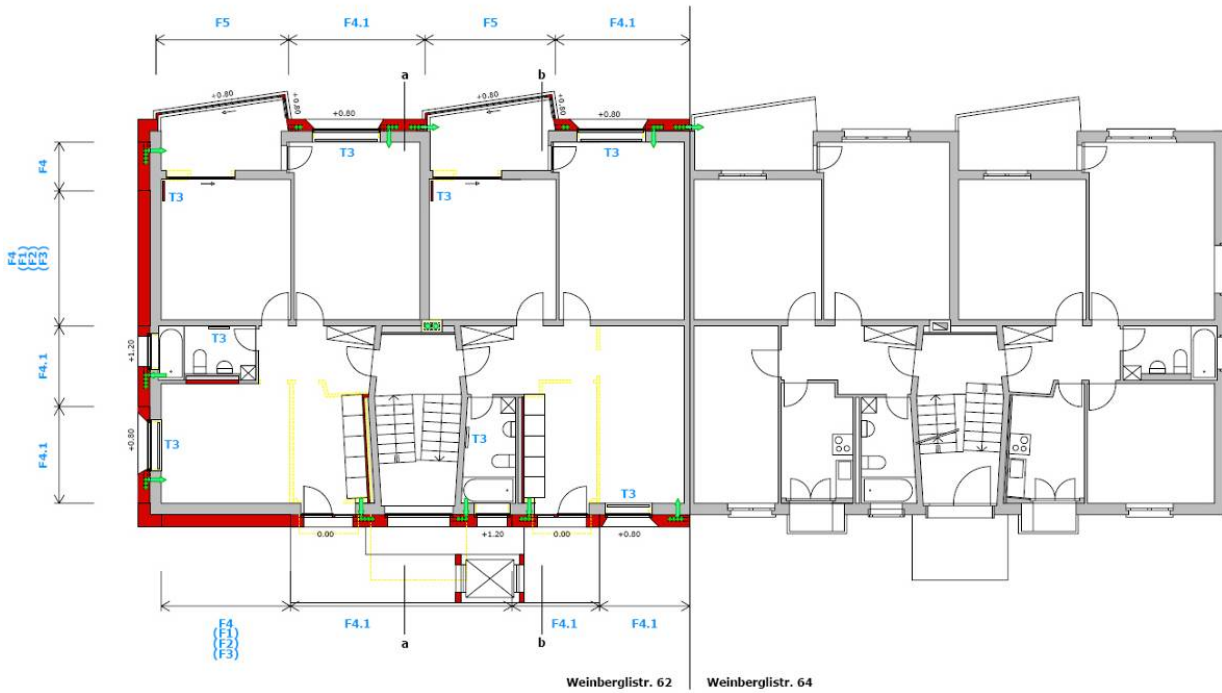 F5 F4.1 F5 F4.1
a b
+0.80 +0.80 +0.80 +0.80 +0.80 +0.80
F4
T3 T3
T3 T3
F4
(F1)
(F2)
(F3)
T3
+1.20
F4.1
+0.80
T3 T3
F4.1
T3
0.00 +1.20 0.00 +0.80
F4 F4.1 F4.1 F4.1
(F1)
(F2)
(F3)
a b
Weinberglistr. 62 Weinberglistr. 64